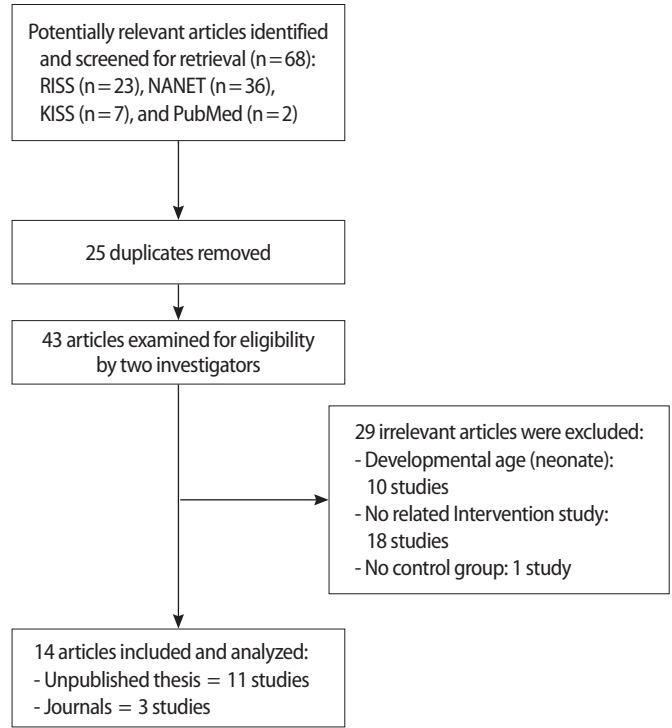 Potentially relevant articles identified
and screened for retrieval (n=68):
RISS (n=23), NANET (n=36),
KISS (n=7), and PubMed (n=2)
25 duplicates removed
43 articles examined for eligibility
by two investigators
29 irrelevant articles were excluded:
- Developmental age (neonate):
10 studies
- No related Intervention study:
18 studies
- No control group: 1 study
14 articles included and analyzed:
- Unpublished thesis = 11 studies
- Journals = 3 studies